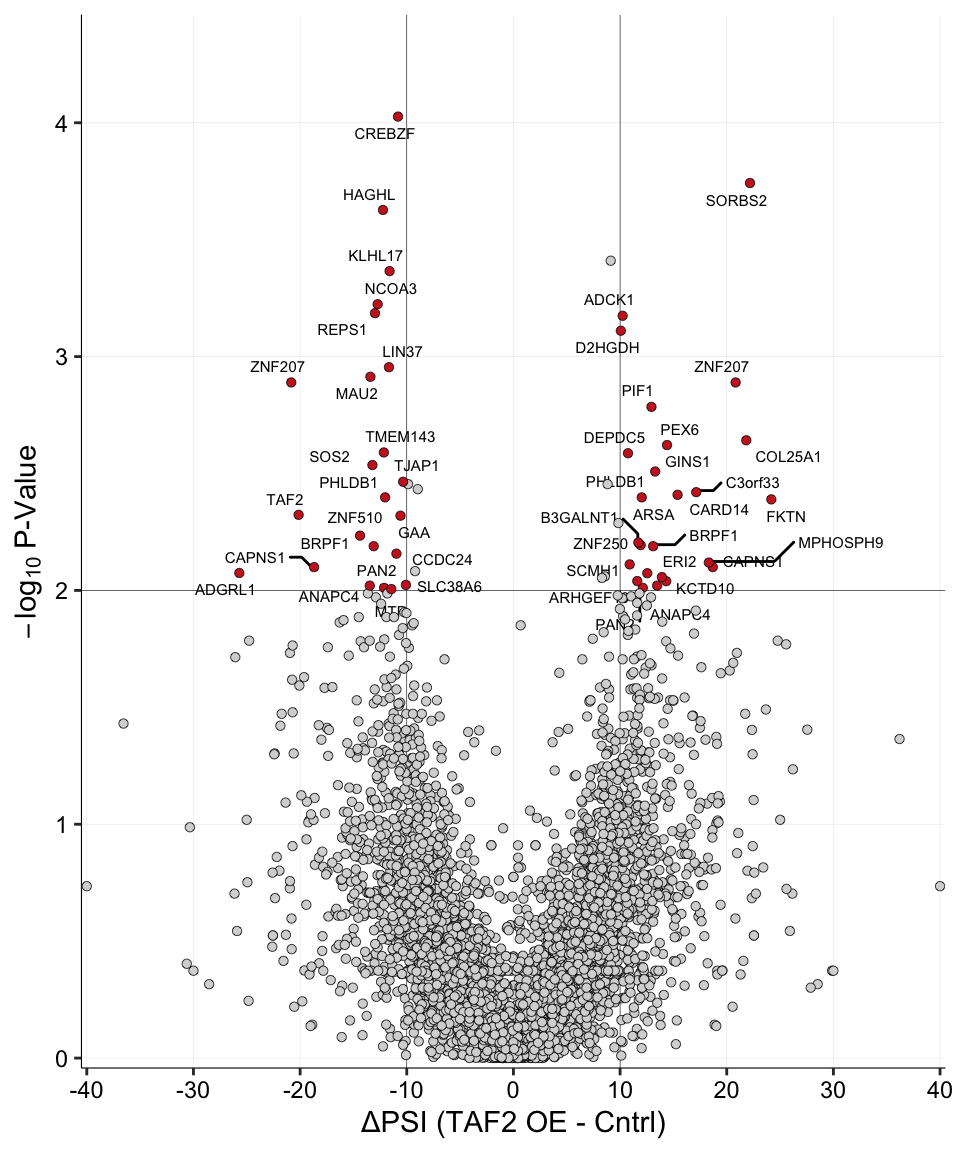 4
CREBZF
HAGHL
SORBS2
KLHL17
NCOA3
ADCK1
REPS1
D2HGDH
LIN37
3
ZNF207
ZNF207
MAU2
PIF1
TMEM143
DEPDC5
PEX6
SOS2
TJAP1
GINS1
COL25A1
PHLDB1
PHLDB1
C3orf33
TAF2
ARSA
CARD14
FKTN
ZNF510
B3GALNT1
GAA
BRPF1
BRPF1
ZNF250
MPHOSPH9
CAPNS1
CCDC24
ERI2
CAPNS1
PAN2
SCMH1
ADGRL1
SLC38A6
KCTD10
2
ANAPC4
ARHGEF1
ANAPC4
PAN2
1
0
-40 -30 -20 -10 0 10 20 30 40
−log10 P-Value
ΔPSI (TAF2 OE - Cntrl)